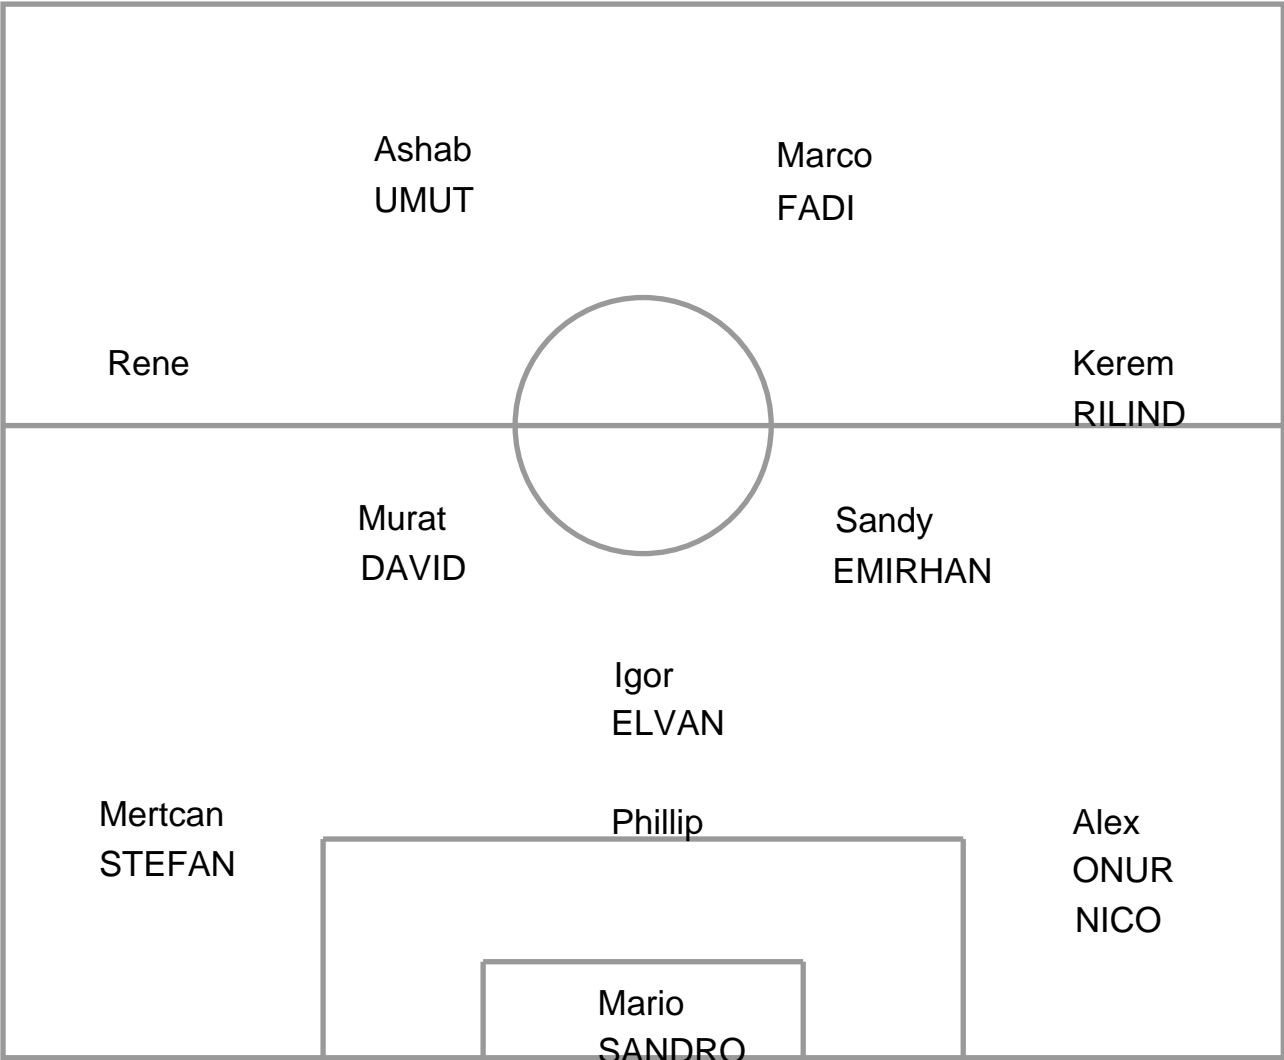 Ashab
UMUT
Marco
FADI
Rene
Kerem
RILIND
Murat
DAVID
Sandy
EMIRHAN
Igor
ELVAN
Mertcan
STEFAN
Phillip
Alex
ONUR
NICO
Mario
SANDRO